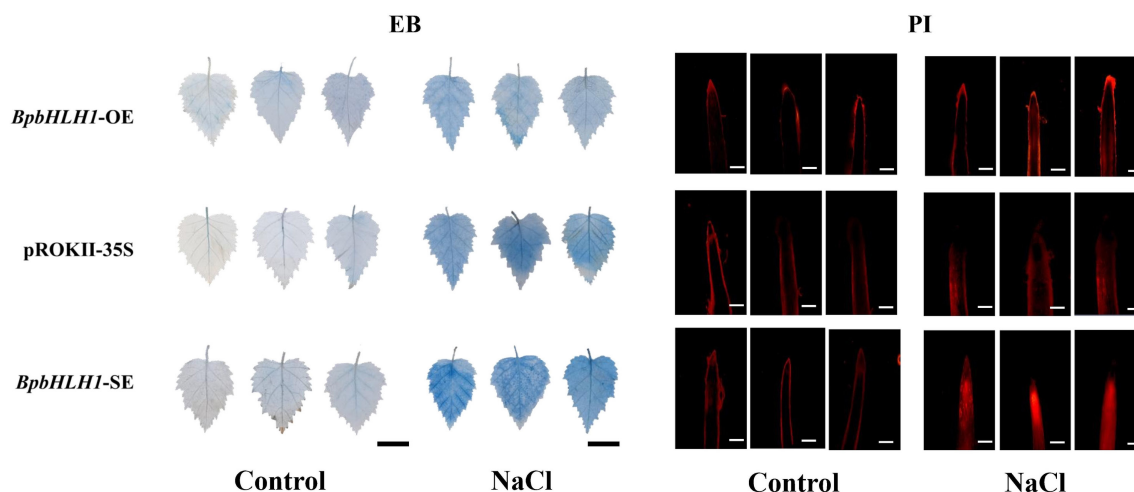 EB PI
BpbHLH1-OE
pROKII-35S
BpbHLH1-SE
Control NaCl Control NaCl